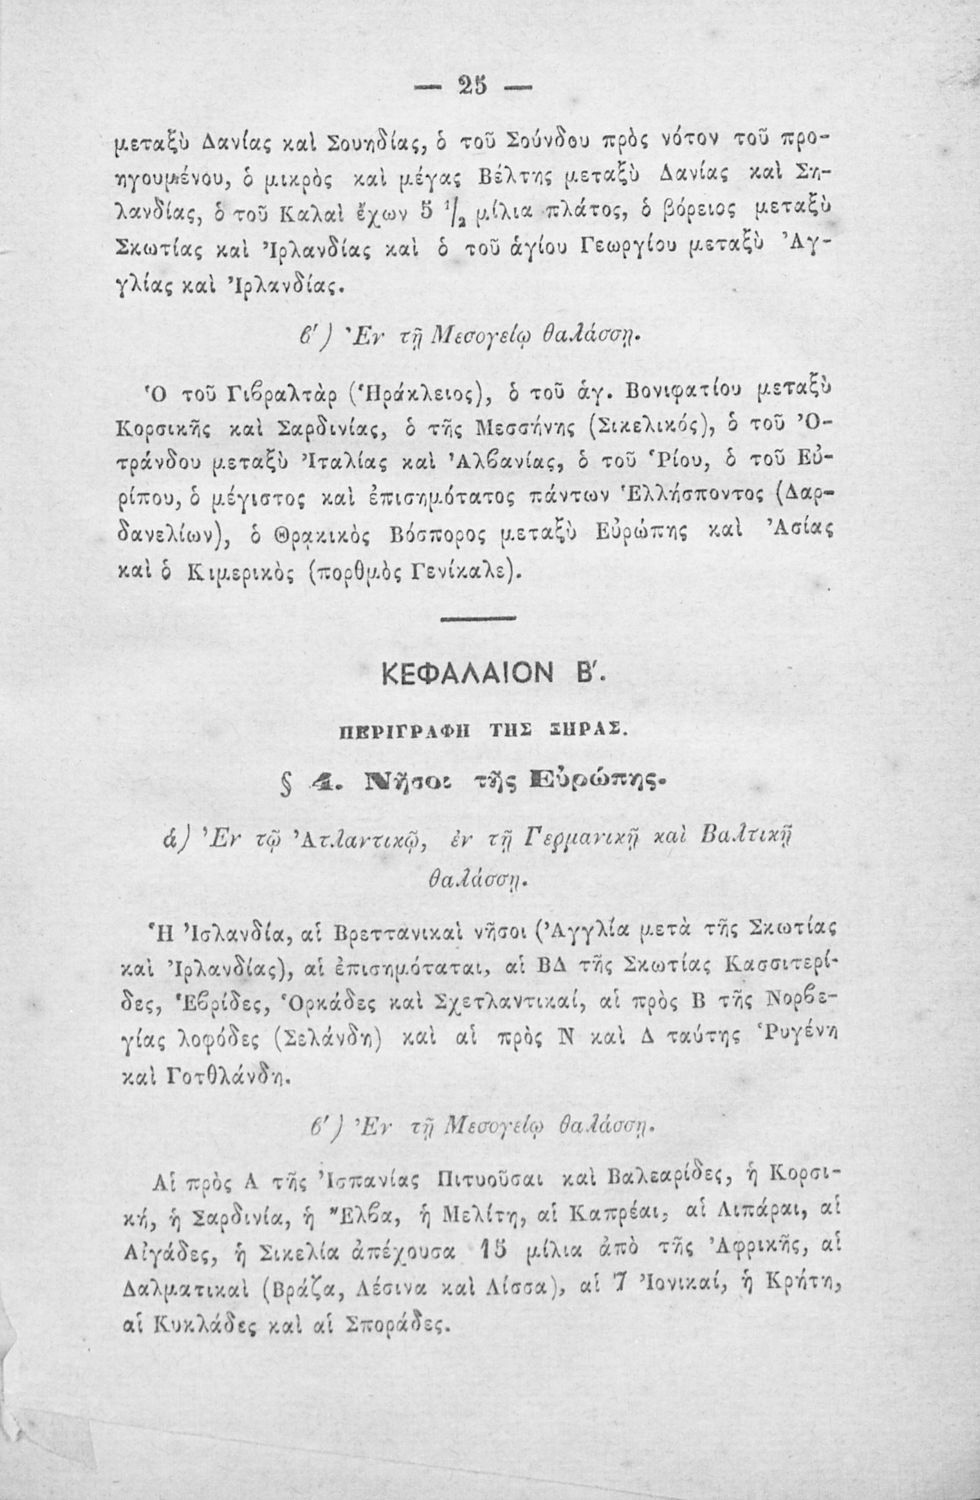 — 25 —
μεταξὺ Δανίας καὶ Σουηδίας, ὁ τοῦ Σούνδου πρὸς νότον τοῦ προ-
ηγουμένου, ὁ μικρὸς καὶ μέγας Βέλτης μεταξὺ Δανίας καὶ Ση-
λανδίας, ὁ τοῦ Καλαὶ ἔχων 5 ¹/₂ μίλια πλάτος, ὁ βόρειος μεταξὺ
Σκωτίας καὶ Ἰρλανδίας καὶ ὁ τοῦ ἁγίου Γεωργίου μεταξὺ Ἀγ-
γλίας καὶ Ἰρλανδίας.
ϐ′) Ἐν τῇ Μεσογείῳ θαλάσσῃ.
Ὁ τοῦ Γιϐραλτὰρ (Ἡράκλειος), ὁ τοῦ ἁγ. Βονιφατίου μεταξὺ
Κορσικῆς καὶ Σαρδινίας, ὁ τῆς Μεσσήνης (Σικελικός), ὁ τοῦ Ὀ-
τράνδου μεταξὺ Ἰταλίας καὶ Ἀλϐανίας, ὁ τοῦ Ῥίου, ὁ τοῦ Εὐ-
ρίπου, ὁ μέγιστος καὶ ἐπισημότατος πάντων Ἑλλήσποντος (Δαρ-
δανελίων), ὁ Θρακικὸς Βόσπορος μεταξὺ Εὐρώπης καὶ Ἀσίας
καὶ ὁ Κιμερικὸς (πορθμὸς Γενίκαλε).
ΚΕΦΑΛΑΙΟΝ Β′.
ΠΕΡΙΓΡΑΦΗ ΤΗΣ ΞΗΡΑΣ.
§ 4. Νῆσοι τῆς Εὐρώπης.
ά) Ἐν τῷ Ἀτλαντικῷ, ἐν τῇ Γερμανικῇ καὶ Βαλτικῇ
θαλάσσῃ.
Ἡ Ἰσλανδία, αἱ Βρεττανικαὶ νῆσοι (Ἀγγλία μετὰ τῆς Σκωτίας
καὶ Ἰρλανδίας), αἱ ἐπισημόταται, αἱ ΒΔ τῆς Σκωτίας Κασσιτερί-
δες, Ἑϐρίδες, Ὀρκάδες καὶ Σχετλαντικαί, αἱ πρὸς Β τῆς Νορϐε-
γίας λοφόδες (Σελάνδη) καὶ αἱ πρὸς Ν καὶ Δ ταύτης Ῥυγένη
καὶ Γοτθλάνδη.
ϐ′) Ἐν τῇ Μεσογείῳ θαλάσσῃ.
Αἱ πρὸς Α τῆς Ἱσπανίας Πιτυοῦσαι καὶ Βαλεαρίδες, ἡ Κορσι-
κή, ἡ Σαρδινία, ἡ Ἔλϐα, ἡ Μελίτη, αἱ Καπρέαι, αἱ Λιπάραι, αἱ
Αἰγάδες, ἡ Σικελία ἀπέχουσα 15 μίλια ἀπὸ τῆς Ἀφρικῆς, αἱ
Δαλματικαὶ (Βράζα, Λέσινα καὶ Λίσσα), αἱ 7 Ἰονικαί, ἡ Κρήτη,
αἱ Κυκλάδες καὶ αἱ Σποράδες.